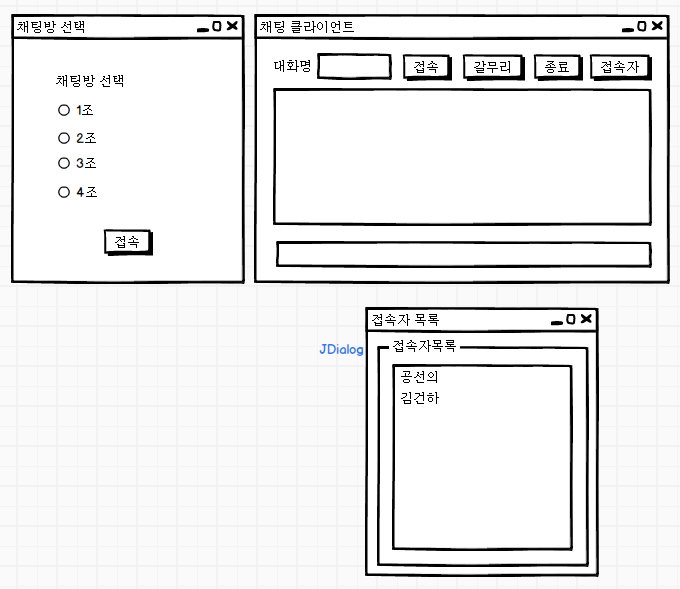 채팅방 선택
채팅방 선택
1조
2조
3조
4조
접속
채팅 클라이언트
대화명 접속 갈무리 종료 접속자
접속자 목록
JDialog
접속자목록
공선의
김건하